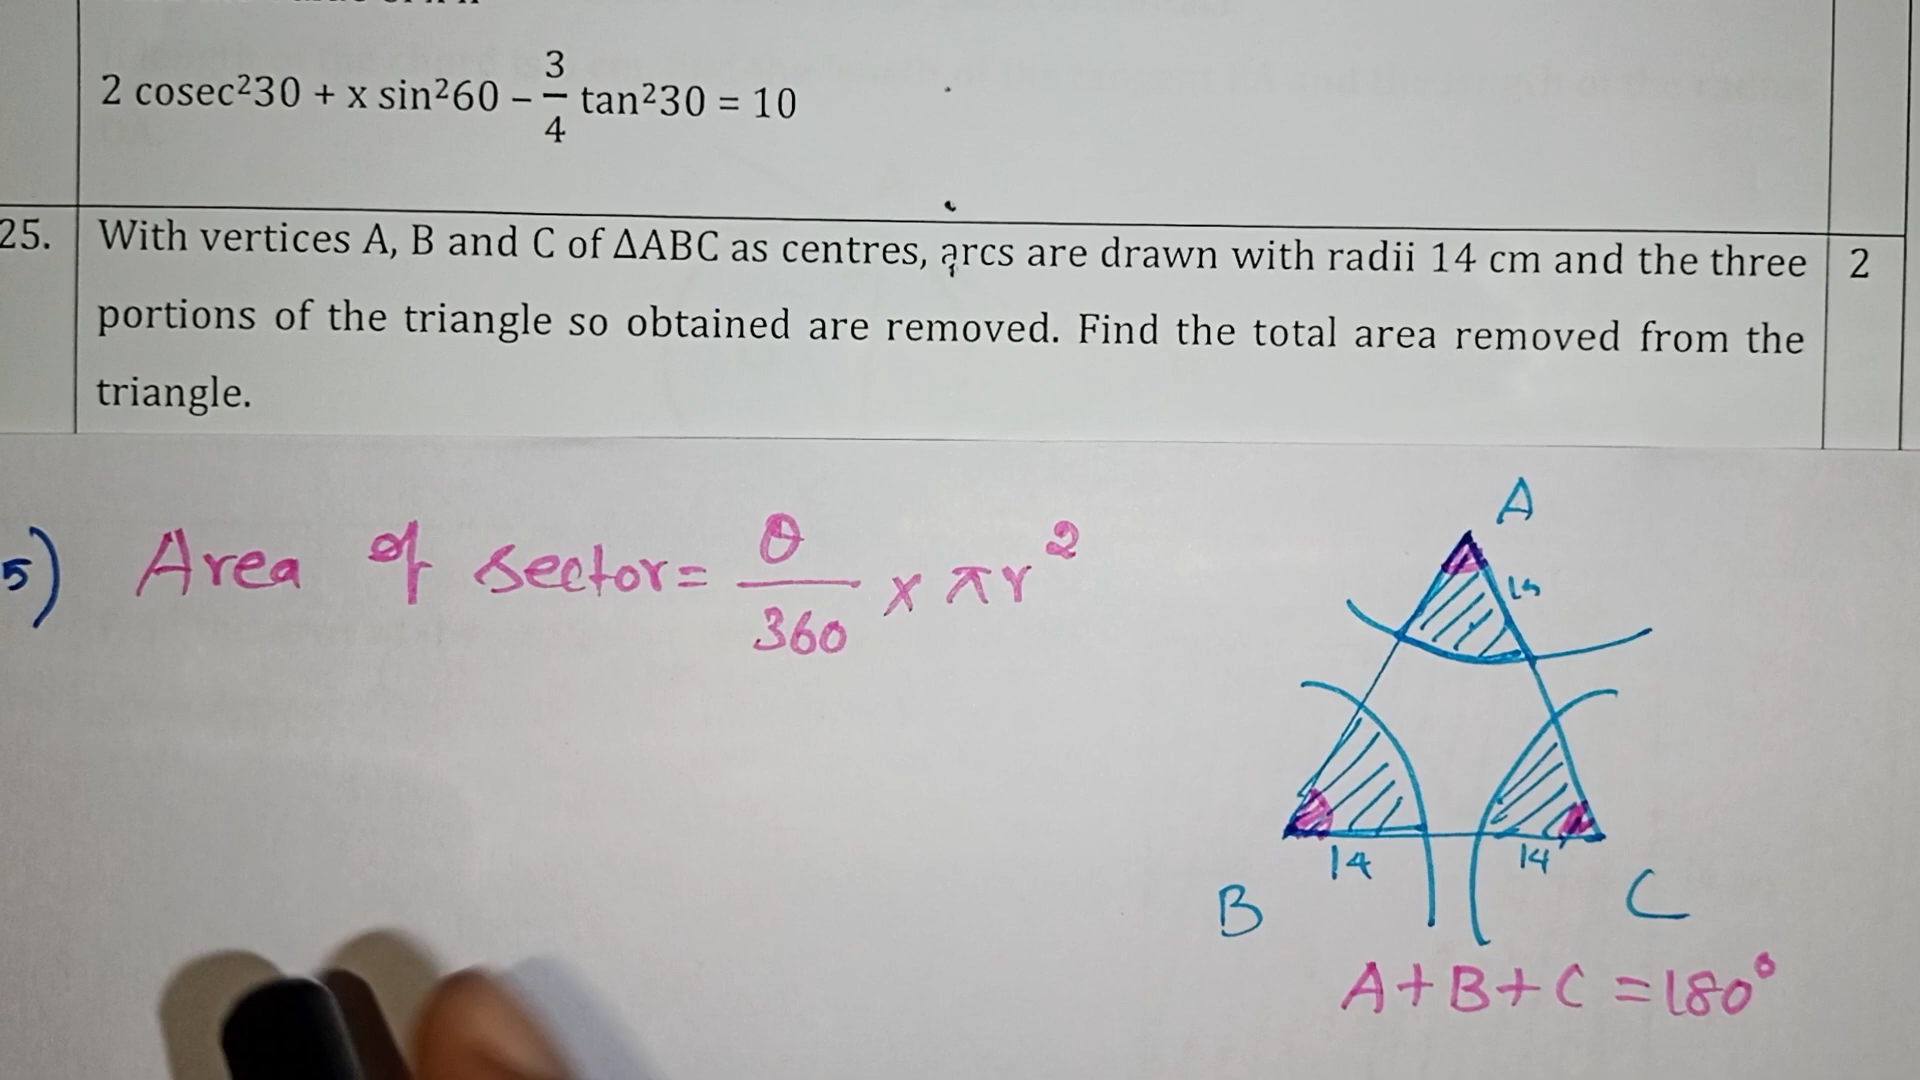 2 cosec²30 + x sin²60 – 3/4 tan²30 = 10
25. With vertices A, B and C of ΔABC as centres, arcs are drawn with radii 14 cm and the three 2
portions of the triangle so obtained are removed. Find the total area removed from the
triangle.
5) Area of sector = θ/360 × πr²
A
B 14 14 C
A+B+C = 180°